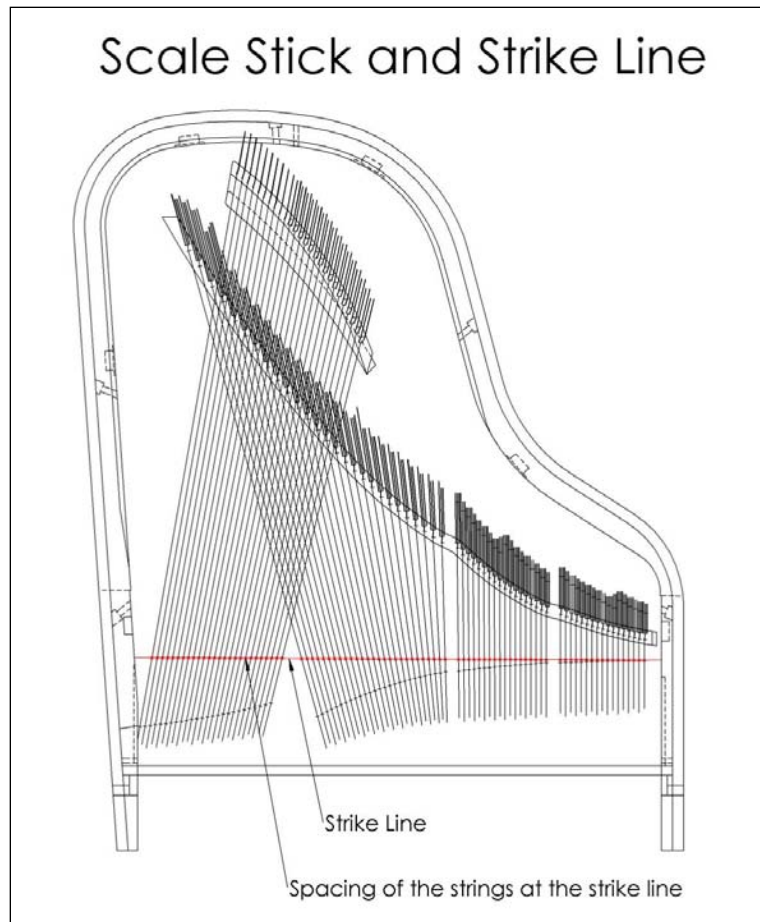 Scale Stick and Strike Line
Strike Line
Spacing of the strings at the strike line